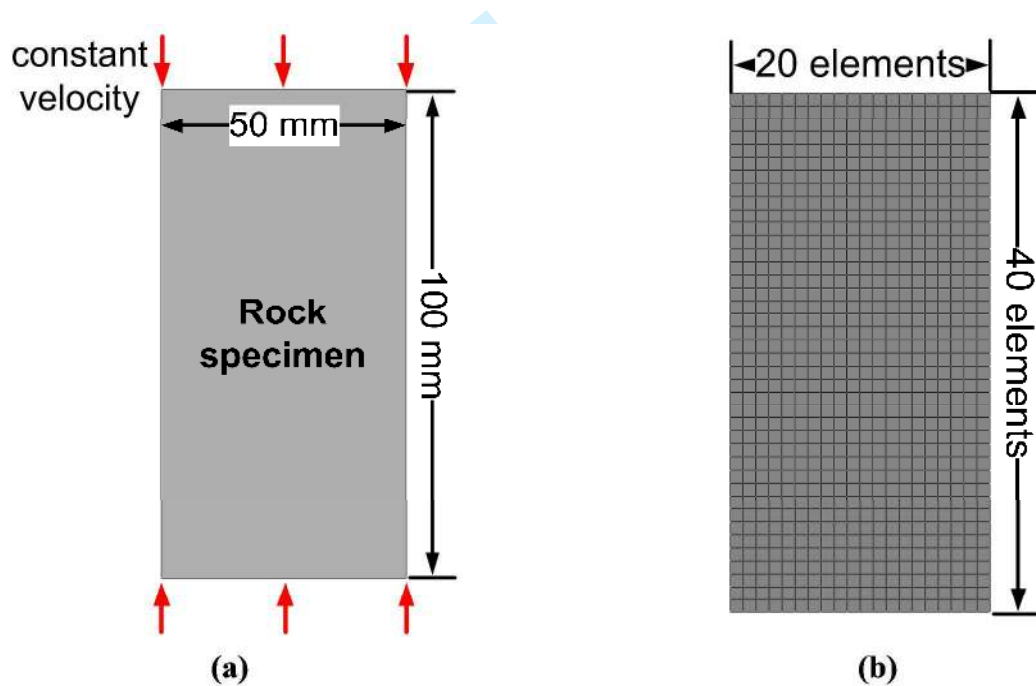 constant
velocity
50 mm
100 mm
Rock
specimen
(a)
20 elements
40 elements
(b)